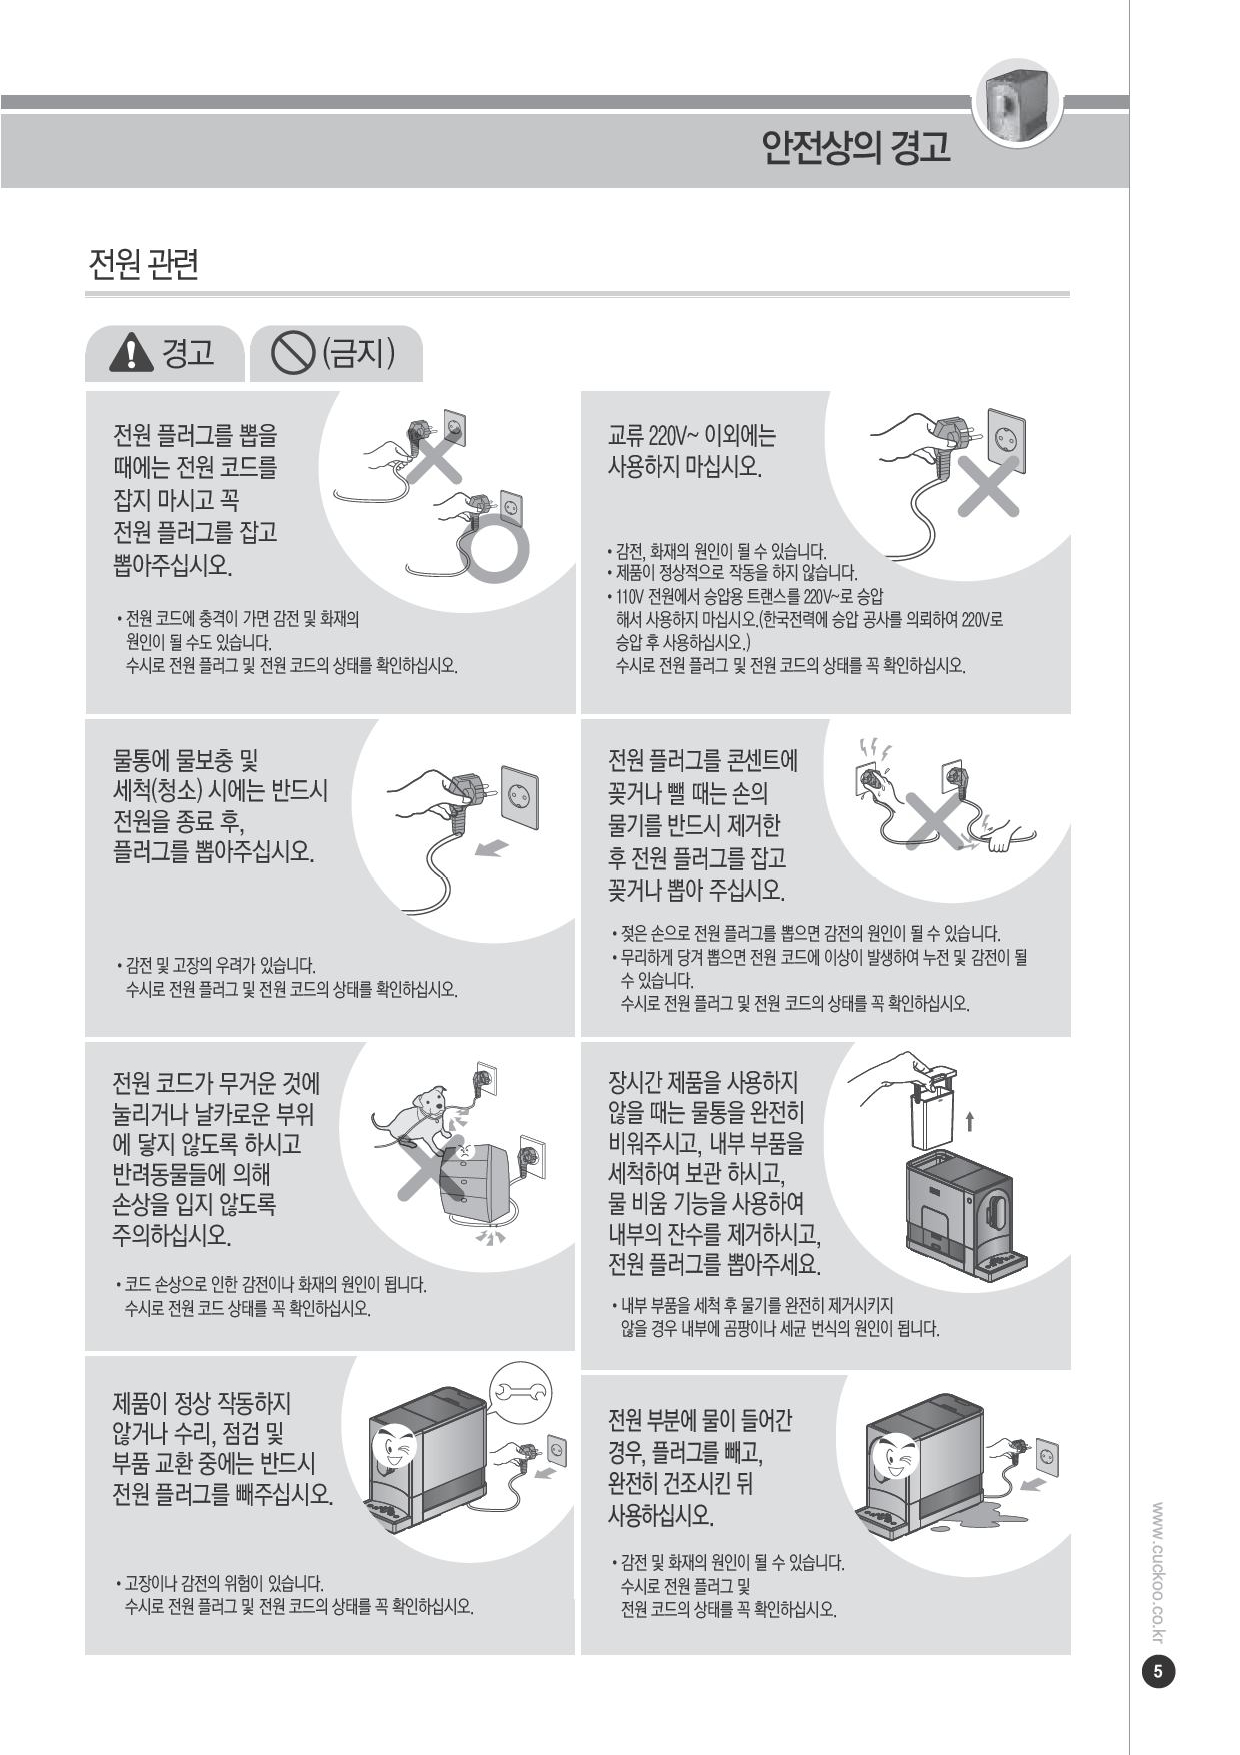 안전상의 경고
전원 관련
경고
(금지)
전원 플러그를 뽑을
때에는 전원 코드를
잡지 마시고 꼭
전원 플러그를 잡고
뽑아주십시오.
• 전원 코드에 충격이 가면 감전 및 화재의
원인이 될 수도 있습니다.
수시로 전원 플러그 및 전원 코드의 상태를 확인하십시오.
교류 220V~ 이외에는
사용하지 마십시오.
• 감전, 화재의 원인이 될 수 있습니다.
• 제품이 정상적으로 작동을 하지 않습니다.
• 110V 전원에서 승압용 트랜스를 220V~로 승압
해서 사용하지 마십시오.(한국전력에 승압 공사를 의뢰하여 220V로
승압 후 사용하십시오.)
수시로 전원 플러그 및 전원 코드의 상태를 꼭 확인하십시오.
물통에 물보충 및
세척(청소) 시에는 반드시
전원을 종료 후,
플러그를 뽑아주십시오.
• 감전 및 고장의 우려가 있습니다.
수시로 전원 플러그 및 전원 코드의 상태를 확인하십시오.
전원 플러그를 콘센트에
꽂거나 뺄 때는 손의
물기를 반드시 제거한
후 전원 플러그를 잡고
꽂거나 뽑아 주십시오.
• 젖은 손으로 전원 플러그를 뽑으면 감전의 원인이 될 수 있습니다.
• 무리하게 당겨 뽑으면 전원 코드에 이상이 발생하여 누전 및 감전이 될
수 있습니다.
수시로 전원 플러그 및 전원 코드의 상태를 꼭 확인하십시오.
전원 코드가 무거운 것에
눌리거나 날카로운 부위
에 닿지 않도록 하시고
반려동물들에 의해
손상을 입지 않도록
주의하십시오.
• 코드 손상으로 인한 감전이나 화재의 원인이 됩니다.
수시로 전원 코드 상태를 꼭 확인하십시오.
장시간 제품을 사용하지
않을 때는 물통을 완전히
비워주시고, 내부 부품을
세척하여 보관 하시고,
물 비움 기능을 사용하여
내부의 잔수를 제거하시고,
전원 플러그를 뽑아주세요.
• 내부 부품을 세척 후 물기를 완전히 제거시키지
않을 경우 내부에 곰팡이나 세균 번식의 원인이 됩니다.
제품이 정상 작동하지
않거나 수리, 점검 및
부품 교환 중에는 반드시
전원 플러그를 빼주십시오.
• 고장이나 감전의 위험이 있습니다.
수시로 전원 플러그 및 전원 코드의 상태를 꼭 확인하십시오.
전원 부분에 물이 들어간
경우, 플러그를 빼고,
완전히 건조시킨 뒤
사용하십시오.
• 감전 및 화재의 원인이 될 수 있습니다.
수시로 전원 플러그 및
전원 코드의 상태를 꼭 확인하십시오.
www.cuckoo.co.kr
5